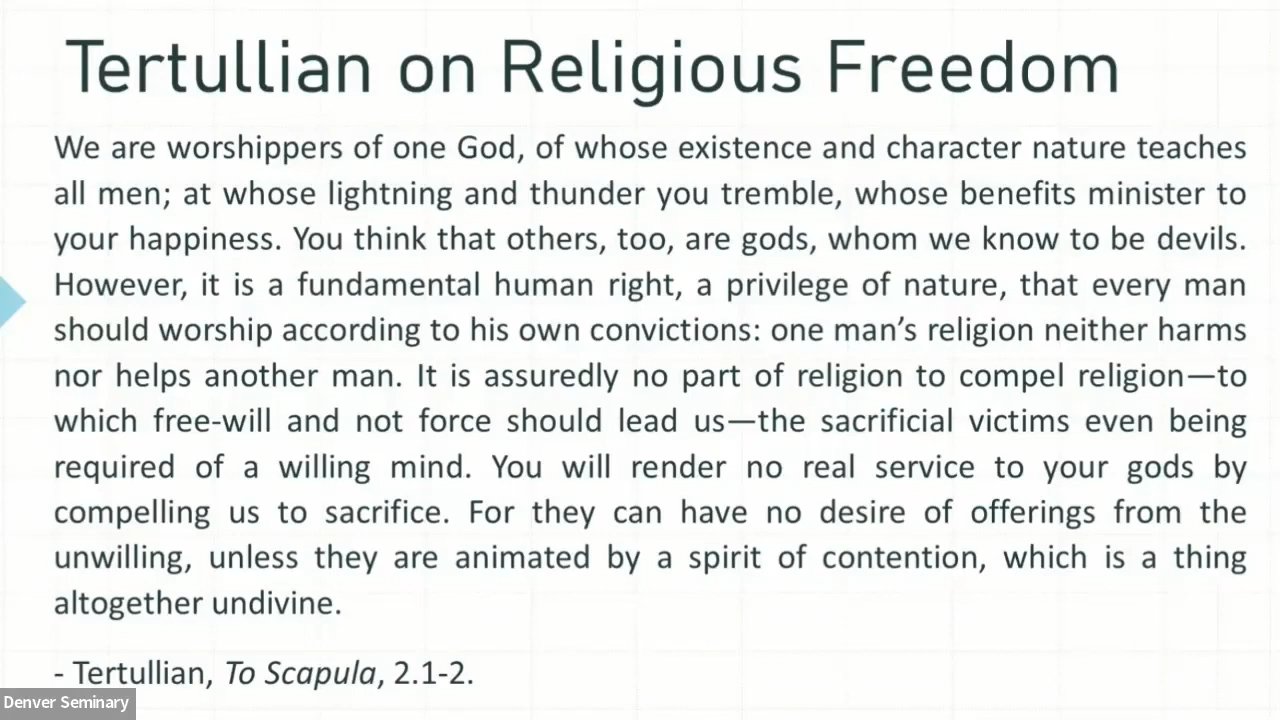 Tertullian on Religious Freedom
We are worshippers of one God, of whose existence and character nature teaches
all men; at whose lightning and thunder you tremble, whose benefits minister to
your happiness. You think that others, too, are gods, whom we know to be devils.
However, it is a fundamental human right, a privilege of nature, that every man
should worship according to his own convictions: one man’s religion neither harms
nor helps another man. It is assuredly no part of religion to compel religion—to
which free-will and not force should lead us—the sacrificial victims even being
required of a willing mind. You will render no real service to your gods by
compelling us to sacrifice. For they can have no desire of offerings from the
unwilling, unless they are animated by a spirit of contention, which is a thing
altogether undivine.
- Tertullian, To Scapula, 2.1-2.
Denver Seminary